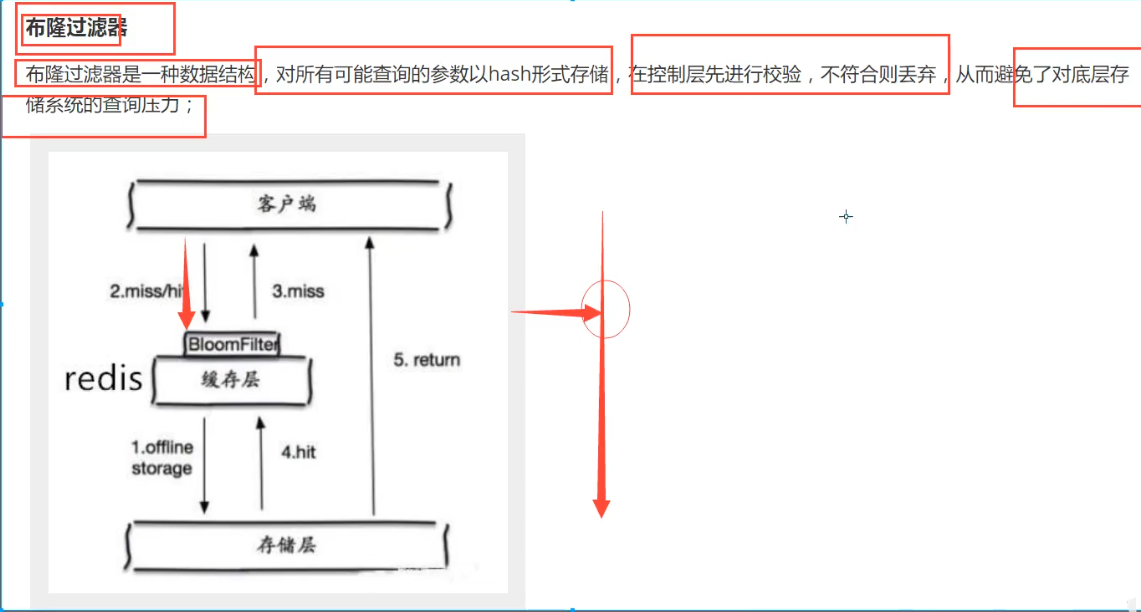 布隆过滤器
布隆过滤器是一种数据结构，对所有可能查询的参数以hash形式存储，在控制层先进行校验，不符合则丢弃，从而避免了对底层存
储系统的查询压力；
客户端
2.miss/hit
3.miss
BloomFilter
redis
缓存层
5. return
1.offline
storage
4.hit
存储层